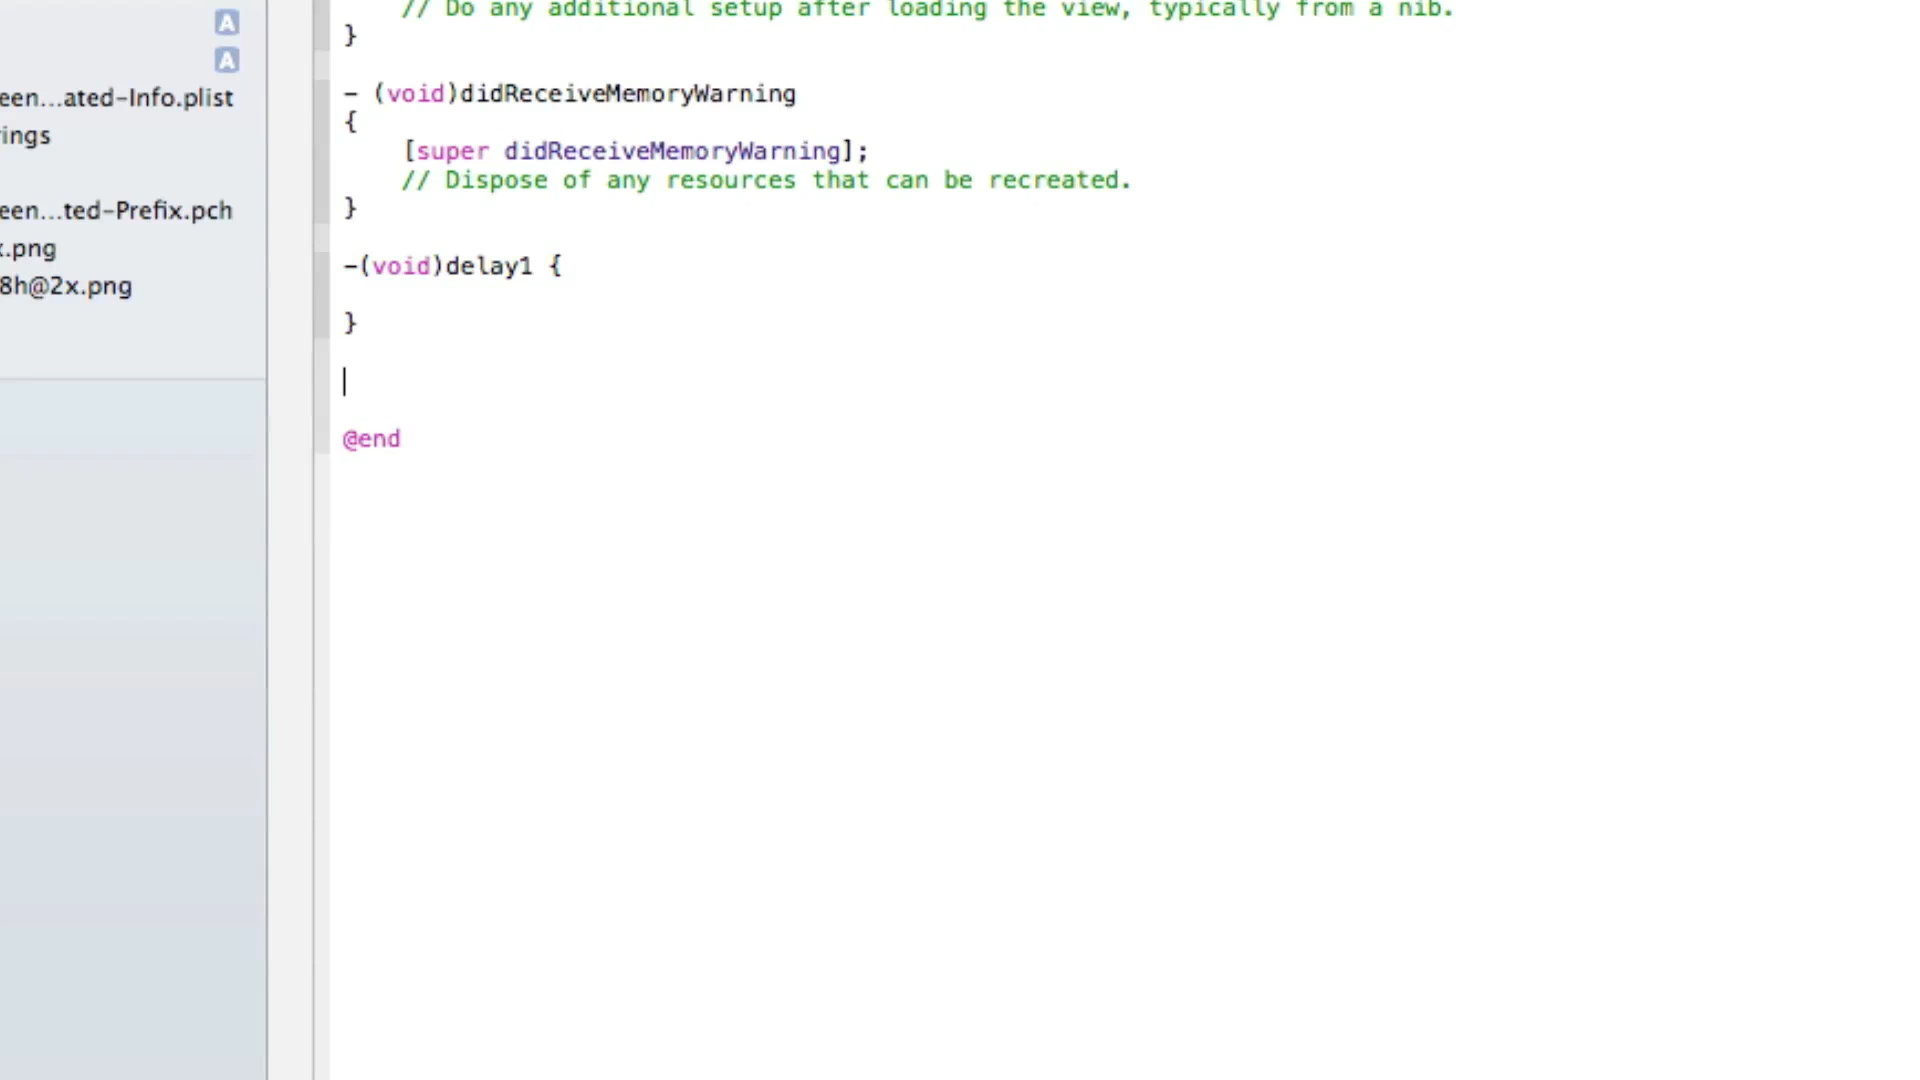 A
A
een...ated-Info.plist
rings
een...ted-Prefix.pch
x.png
8h@2x.png
// Do any additional setup after loading the view, typically from a nib.
}
- (void)didReceiveMemoryWarning
{
[super didReceiveMemoryWarning];
// Dispose of any resources that can be recreated.
}
-(void)delay1 {
}
@end